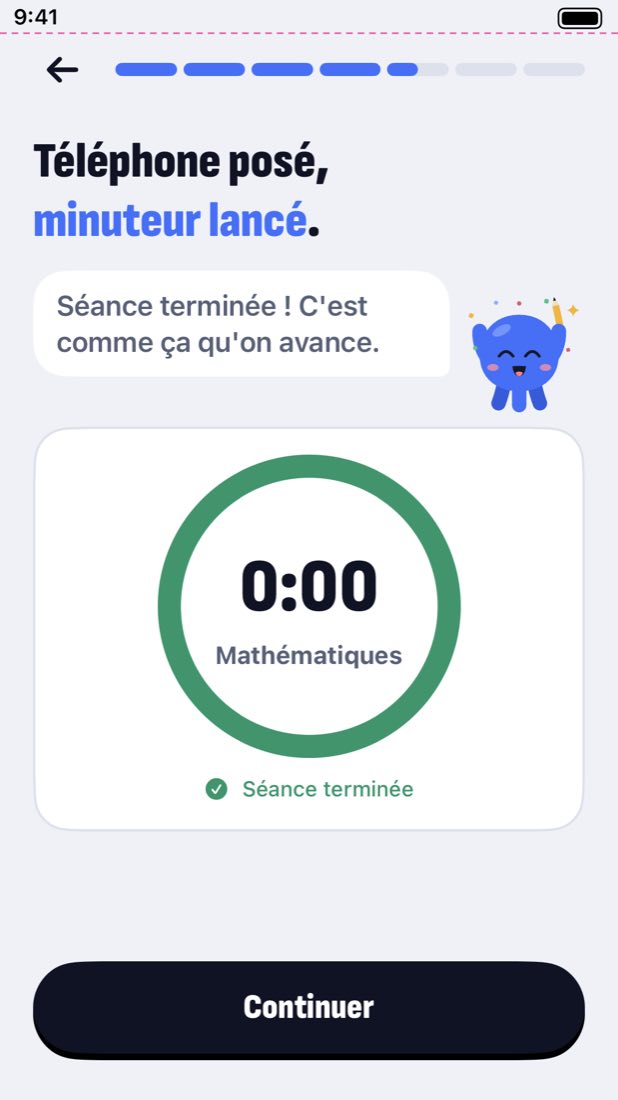 9:41
Téléphone posé,
minuteur lancé.
Séance terminée ! C'est
comme ça qu'on avance.
0:00
Mathématiques
Séance terminée
Continuer